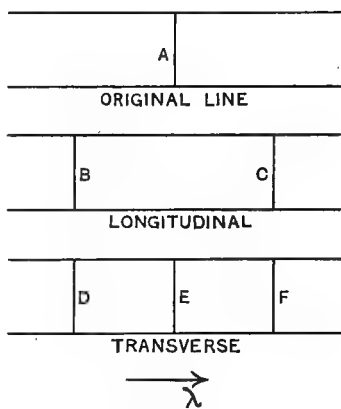 A
ORIGINAL LINE
B C
LONGITUDINAL
D E F
TRANSVERSE
λ